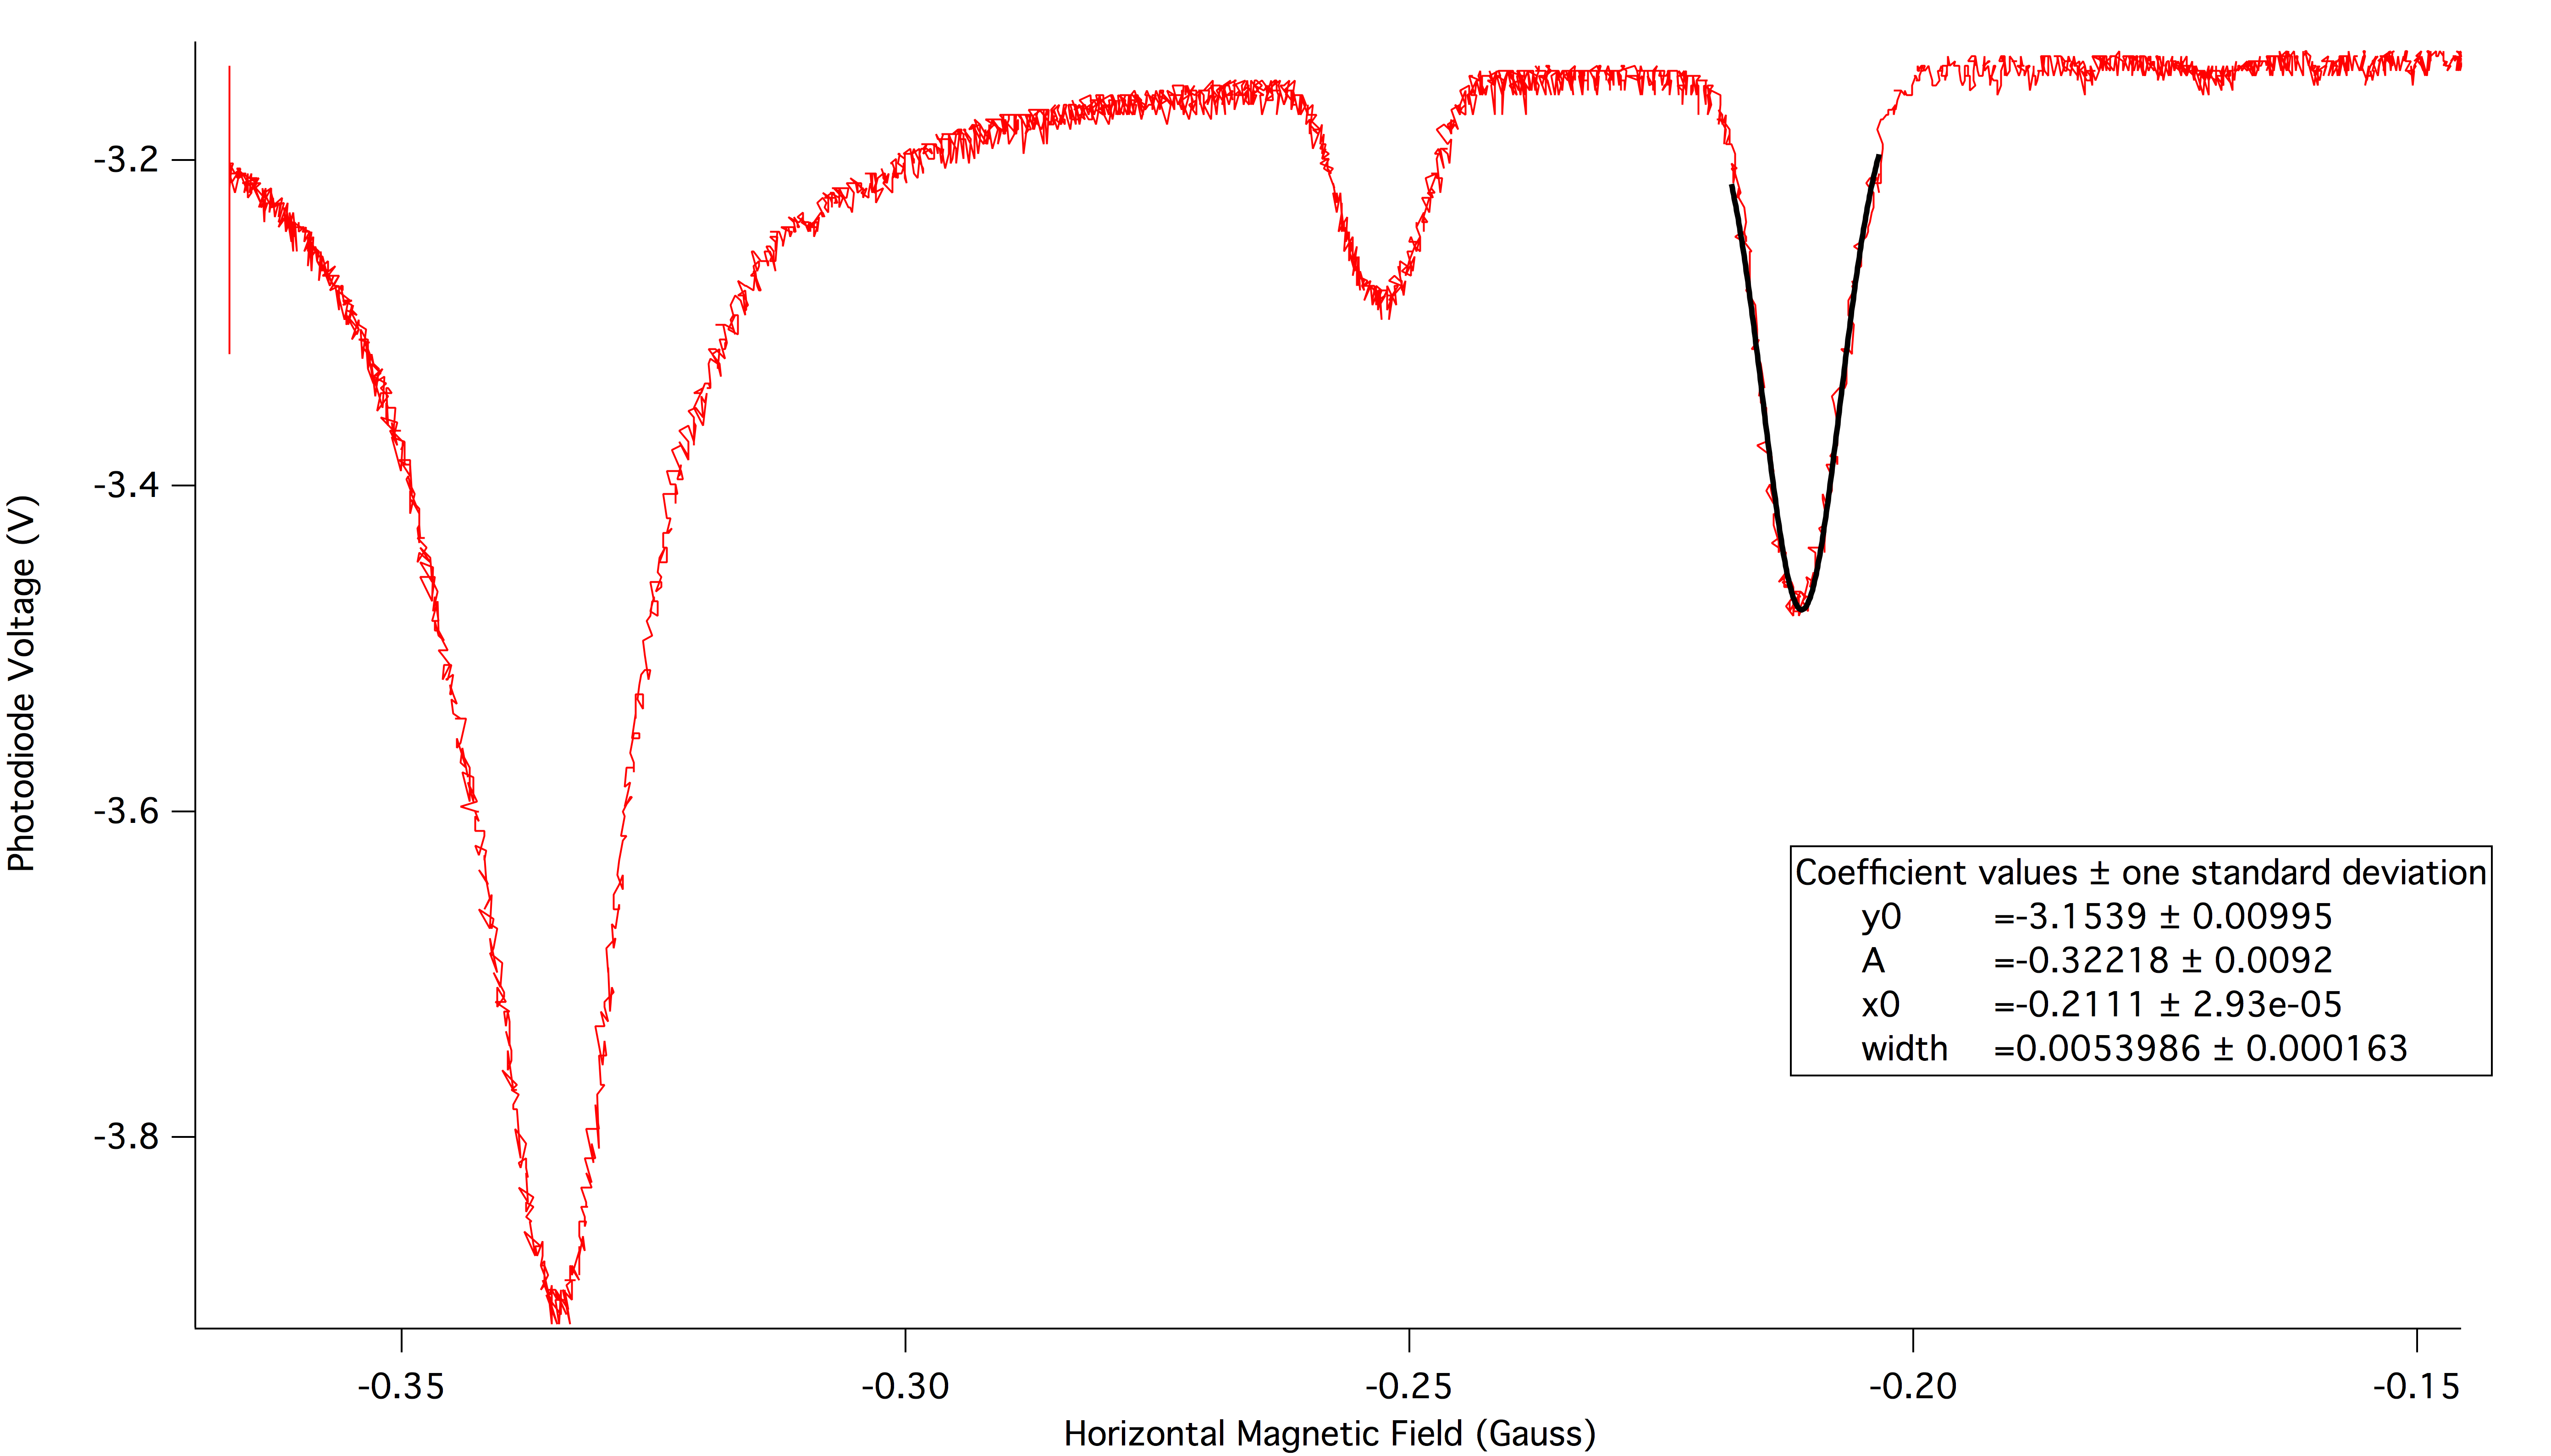 Photodiode Voltage (V)
-3.2
-3.4
-3.6
-3.8
Coefficient values ± one standard deviation
y0 =-3.1539 ± 0.00995
A =-0.32218 ± 0.0092
x0 =-0.2111 ± 2.93e-05
width =0.0053986 ± 0.000163
-0.35 -0.30 -0.25 -0.20 -0.15
Horizontal Magnetic Field (Gauss)